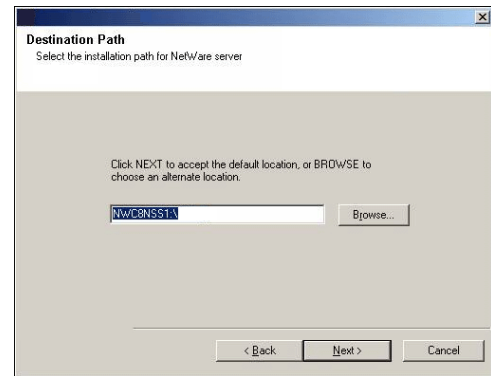 Destination Path
Select the installation path for NetWare server
Click NEXT to accept the default location, or BROWSE to
choose an alternate location.
NWC8NSS1:\
Browse...
< Back
Next >
Cancel